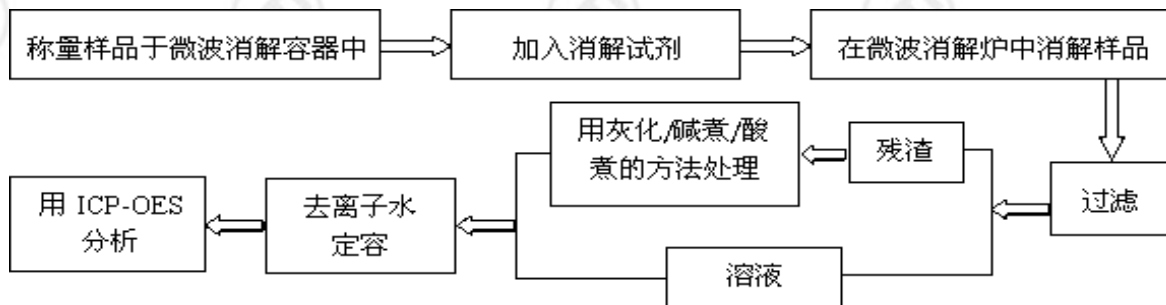 称量样品于微波消解容器中
加入消解试剂
在微波消解炉中消解样品
过滤
残渣
用灰化/碱煮/酸
煮的方法处理
溶液
去离子水
定容
用 ICP-OES
分析